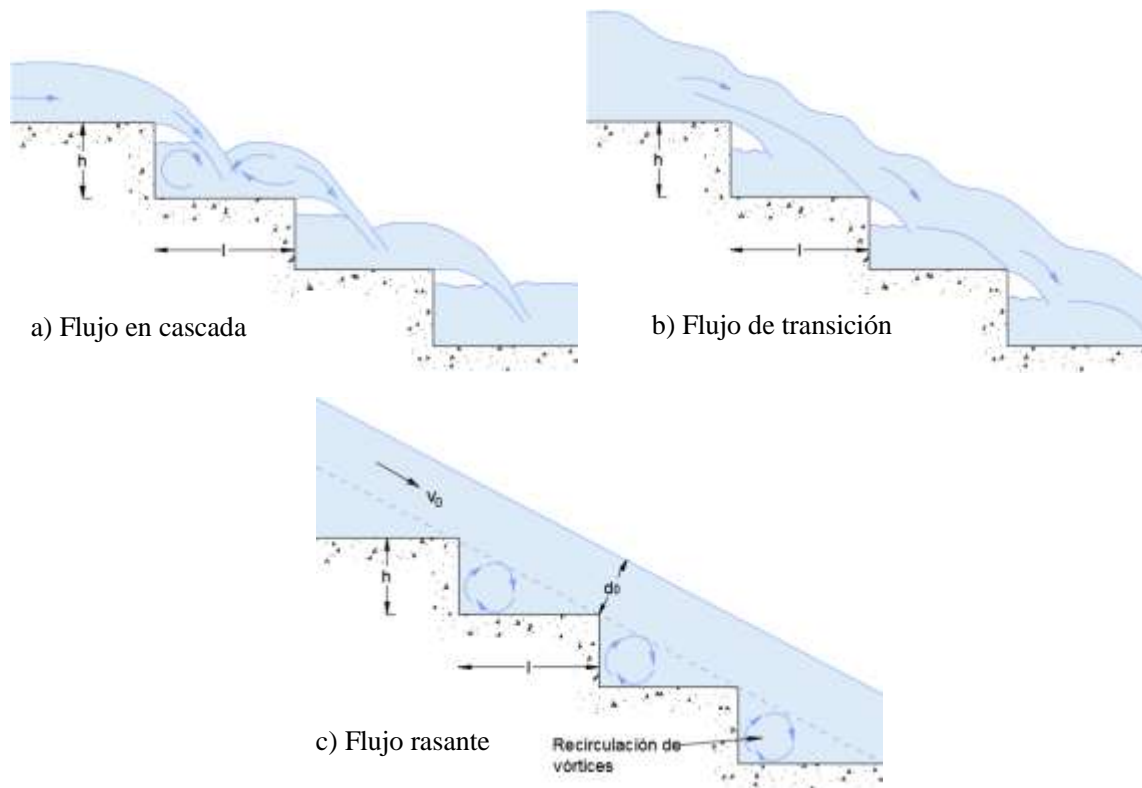 h
l
a) Flujo en cascada
h
l
b) Flujo de transición
V₀
h
d₀
l
c) Flujo rasante
Recirculación de
vórtices